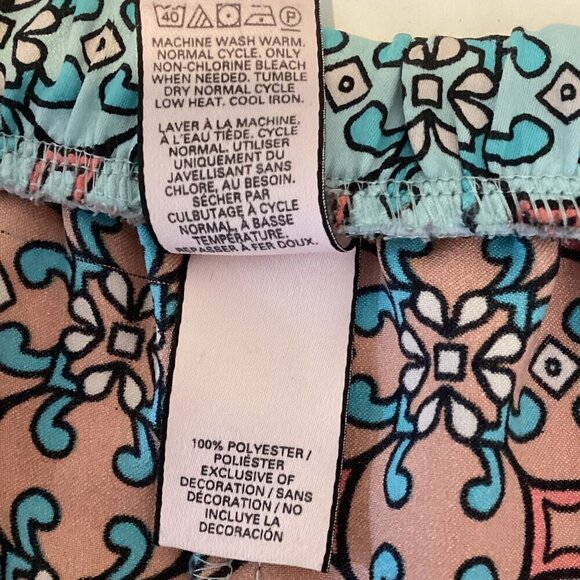 40 P
MACHINE WASH WARM.
NORMAL CYCLE. ONLY
NON-CHLORINE BLEACH
WHEN NEEDED. TUMBLE
DRY NORMAL CYCLE
LOW HEAT. COOL IRON.
LAVER À LA MACHINE,
À L'EAU TIÈDE, CYCLE
NORMAL. UTILISER
UNIQUEMENT DU
JAVELLISANT SANS
CHLORE, AU BESOIN.
SÉCHER PAR
CULBUTAGE À CYCLE
NORMAL, À BASSE
TEMPÉRATURE.
REPASSER À FER DOUX.
100% POLYESTER /
POLIÉSTER
EXCLUSIVE OF
DECORATION / SANS
DÉCORATION / NO
INCLUYE LA
DECORACIÓN